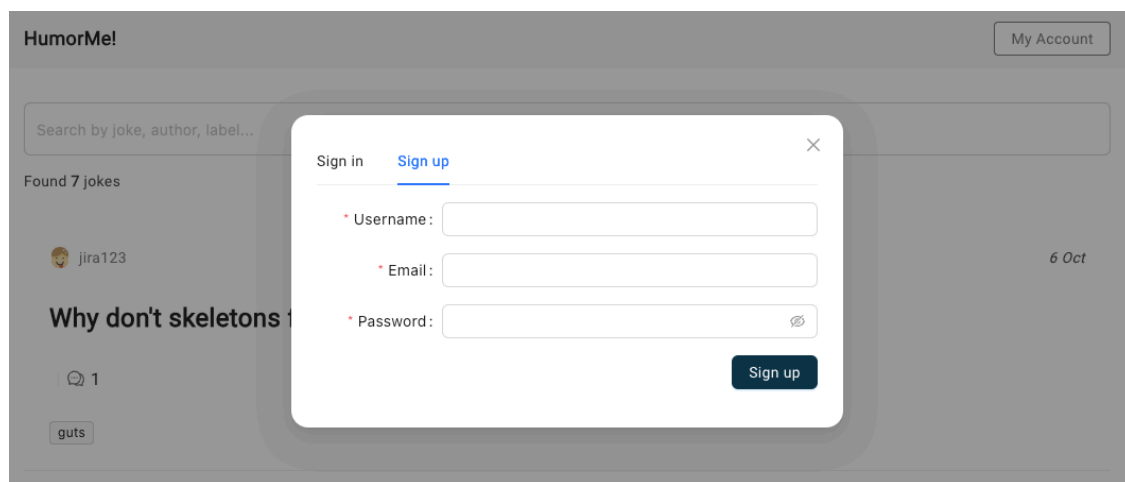 HumorMe!
My Account
Search by joke, author, label...
Found 7 jokes
Sign in
Sign up
* Username:
* Email:
* Password:
Sign up
jira123
6 Oct
Why don't skeletons
1
guts